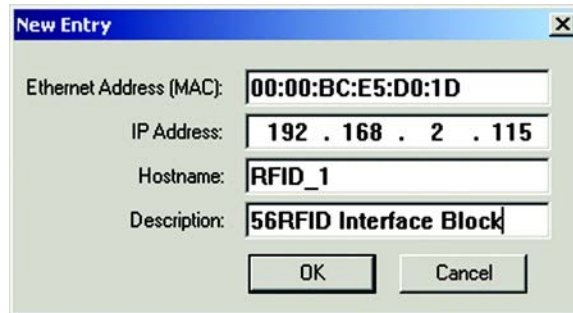 New Entry
Ethernet Address (MAC): 00:00:BC:E5:D0:1D
IP Address: 192 . 168 . 2 . 115
Hostname: RFID_1
Description: 56RFID Interface Block
OK Cancel